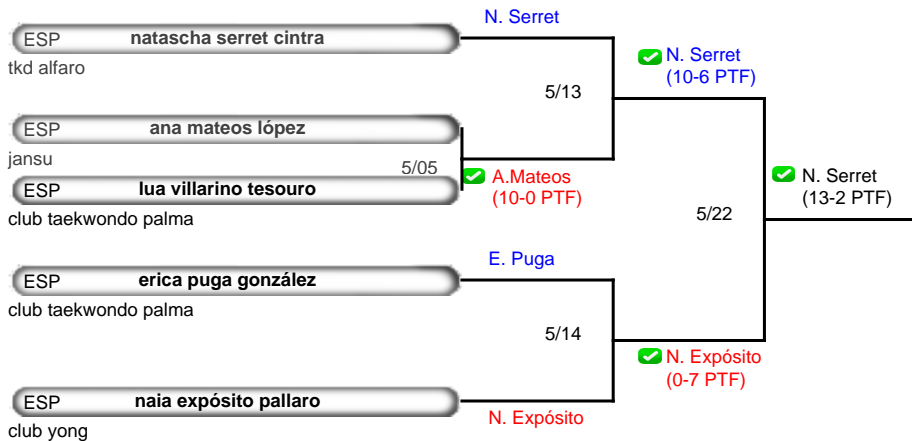 N. Serret
ESP natascha serret cintra
tkd alfaro
N. Serret
(10-6 PTF)
5/13
ESP ana mateos lópez
jansu
5/05
A.Mateos
(10-0 PTF)
ESP lua villarino tesouro
club taekwondo palma
N. Serret
(13-2 PTF)
5/22
E. Puga
ESP erica puga gonzález
club taekwondo palma
5/14
N. Expósito
(0-7 PTF)
ESP naia expósito pallaro
N. Expósito
club yong